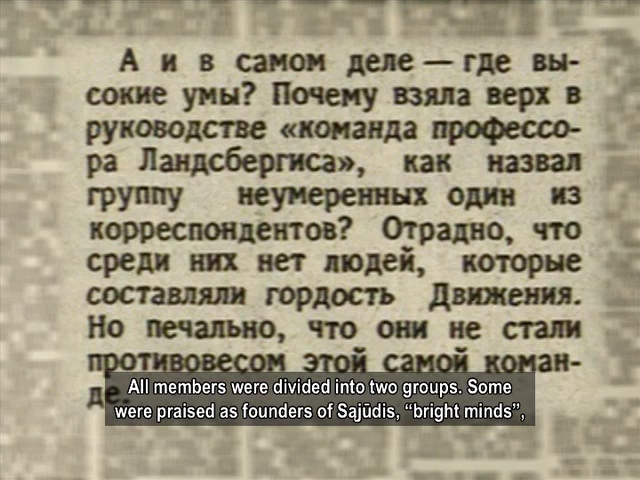 А и в самом деле — где вы-
сокие умы? Почему взяла верх в
руководстве «команда профессо-
ра Ландсбергиса», как назвал
группу неумеренных один из
корреспондентов? Отрадно, что
среди них нет людей, которые
составляли гордость Движения.
Но печально, что они не стали
противовесом этой самой коман-
де.
All members were divided into two groups. Some
were praised as founders of Sąjūdis, “bright minds”,